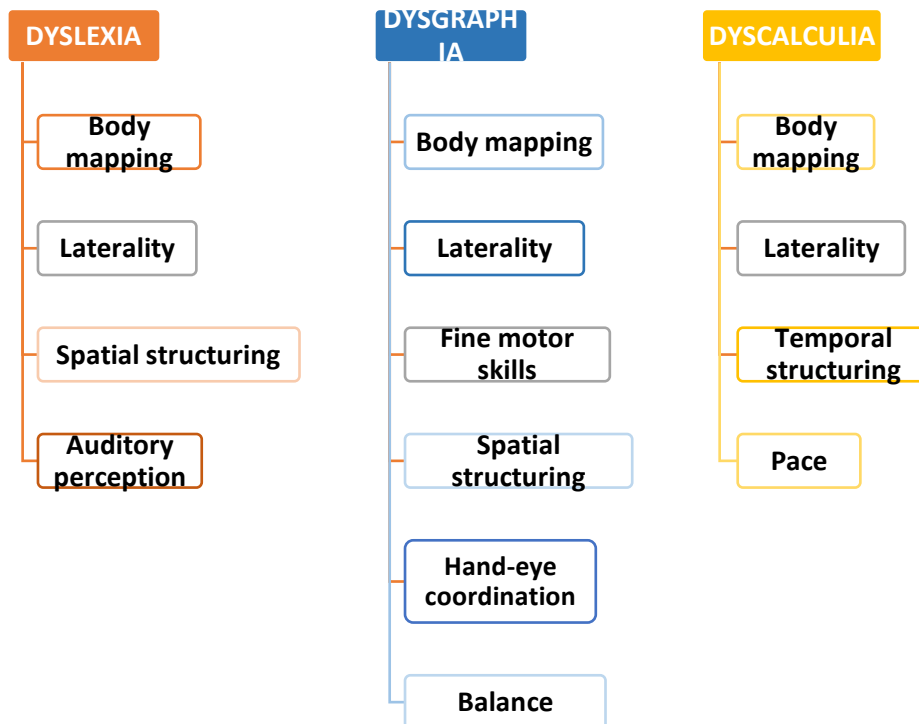 DYSLEXIA
Body
mapping
Laterality
Spatial structuring
Auditory
perception
DYSGRAPH
IA
Body mapping
Laterality
Fine motor
skills
Spatial
structuring
Hand-eye
coordination
Balance
DYSCALCULIA
Body
mapping
Laterality
Temporal
structuring
Pace